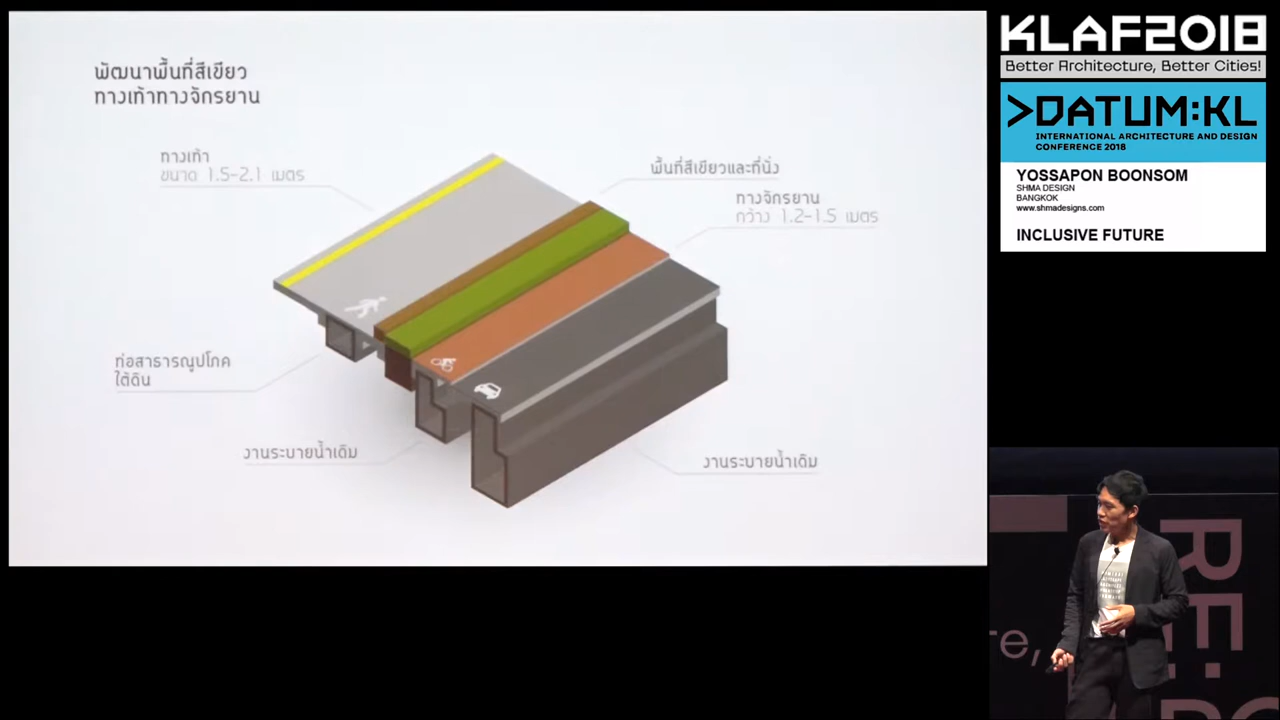 พัฒนาพื้นที่สีเขียว
ทางเท้าทางจักรยาน
ทางเท้า
ขนาด 1.5-2.1 เมตร
พื้นที่สีเขียวและที่นั่ง
ทางจักรยาน
กว้าง 1.2-1.5 เมตร
ท่อสาธารณูปโภค
ใต้ดิน
งานระบายน้ำเดิม
งานระบายน้ำเดิม
KLAF2018
Better Architecture, Better Cities!
>DATUM:KL
INTERNATIONAL ARCHITECTURE AND DESIGN
CONFERENCE 2018
YOSSAPON BOONSOM
SHMA DESIGN
BANGKOK
www.shmadesigns.com
INCLUSIVE FUTURE
re,
RE: